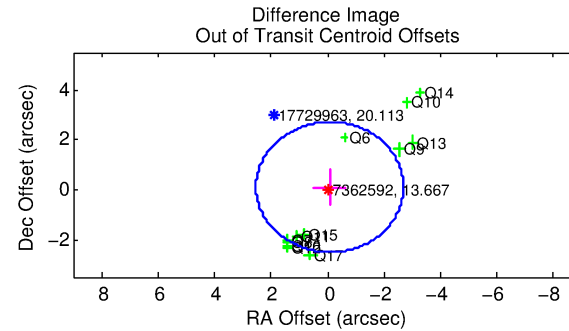 Difference Image
Out of Transit Centroid Offsets
Dec Offset (arcsec)
4
2
0
−2
Q14
Q10
17729963, 20.113
Q6
Q13
Q9
7362592, 13.667
Q15
Q17
8
6
4
2
0
−2
−4
−6
−8
RA Offset (arcsec)